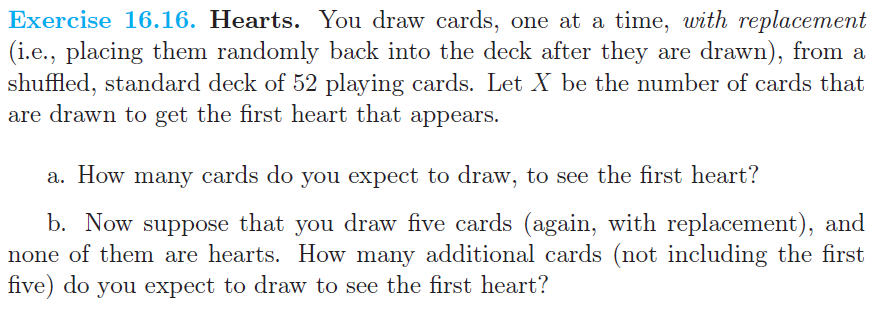 Exercise 16.16. Hearts. You draw cards, one at a time, with replacement
(i.e., placing them randomly back into the deck after they are drawn), from a
shuffled, standard deck of 52 playing cards. Let X be the number of cards that
are drawn to get the first heart that appears.
a. How many cards do you expect to draw, to see the first heart?
b. Now suppose that you draw five cards (again, with replacement), and
none of them are hearts. How many additional cards (not including the first
five) do you expect to draw to see the first heart?